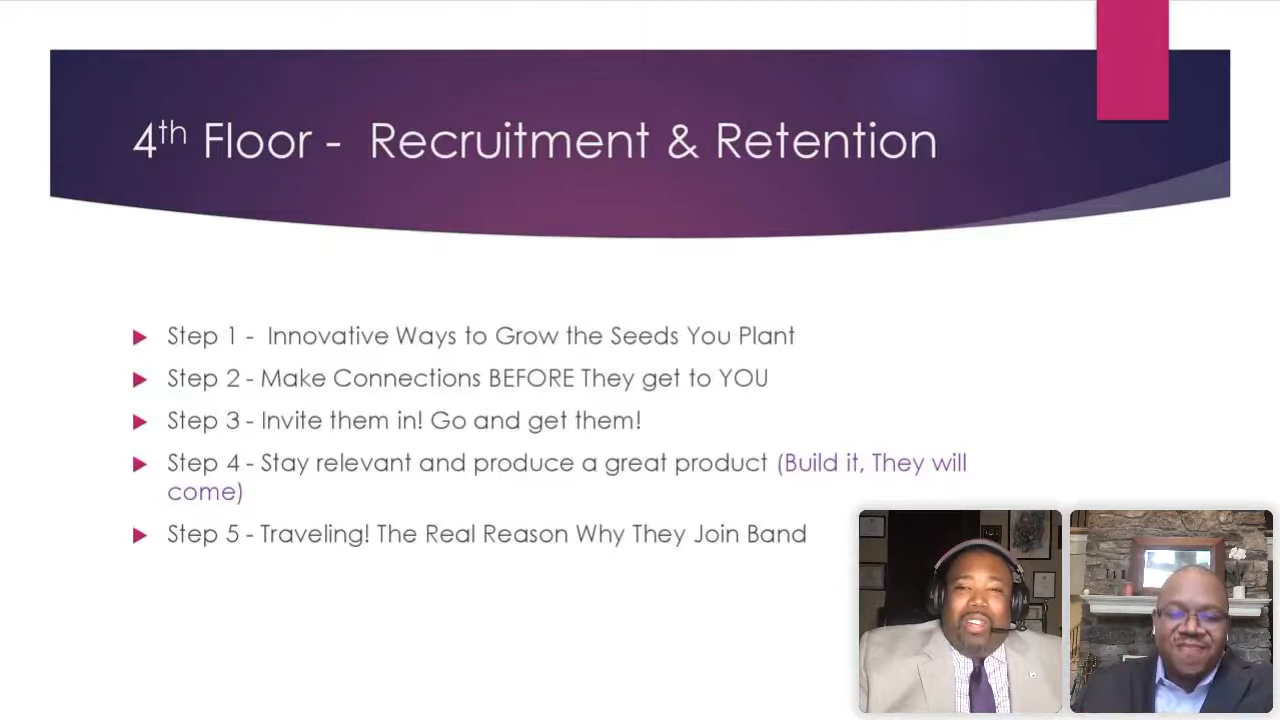 4th Floor - Recruitment & Retention
Step 1 - Innovative Ways to Grow the Seeds You Plant
Step 2 - Make Connections BEFORE They get to YOU
Step 3 - Invite them in! Go and get them!
Step 4 - Stay relevant and produce a great product (Build it, They will
come)
Step 5 - Traveling! The Real Reason Why They Join Band